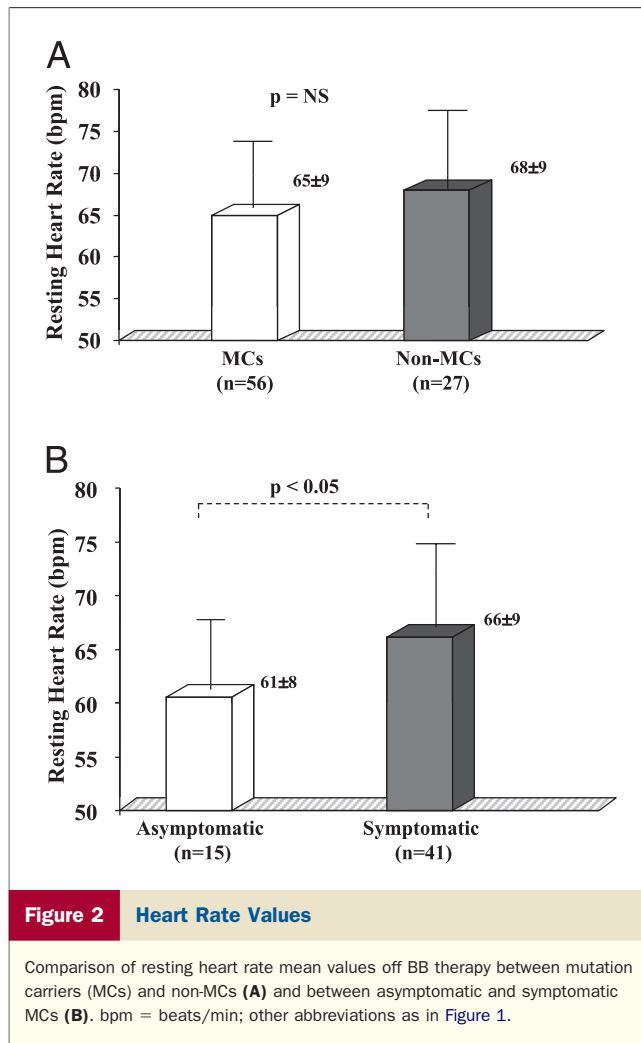 A
Resting Heart Rate (bpm)
80
75
70
65
60
55
50
p = NS
65±9
68±9
MCs
(n=56)
Non-MCs
(n=27)
B
Resting Heart Rate (bpm)
80
75
70
65
60
55
50
p < 0.05
61±8
66±9
Asymptomatic
(n=15)
Symptomatic
(n=41)
Figure 2 Heart Rate Values
Comparison of resting heart rate mean values off BB therapy between mutation
carriers (MCs) and non-MCs (A) and between asymptomatic and symptomatic
MCs (B). bpm = beats/min; other abbreviations as in Figure 1.